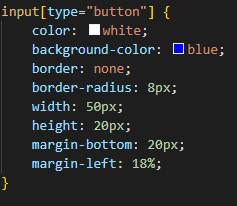 input[type="button"] {
    color: white;
    background-color: blue;
    border: none;
    border-radius: 8px;
    width: 50px;
    height: 20px;
    margin-bottom: 20px;
    margin-left: 18%;
}